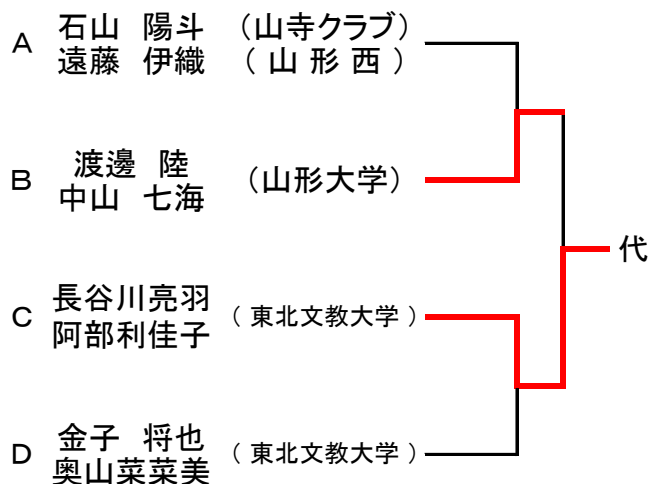 A 石山 陽斗 (山寺クラブ)
遠藤 伊織 (山形西)
B 渡邊 陸
中山 七海 (山形大学)
代
C 長谷川亮羽
阿部利佳子 (東北文教大学)
D 金子 将也
奥山菜菜美 (東北文教大学)